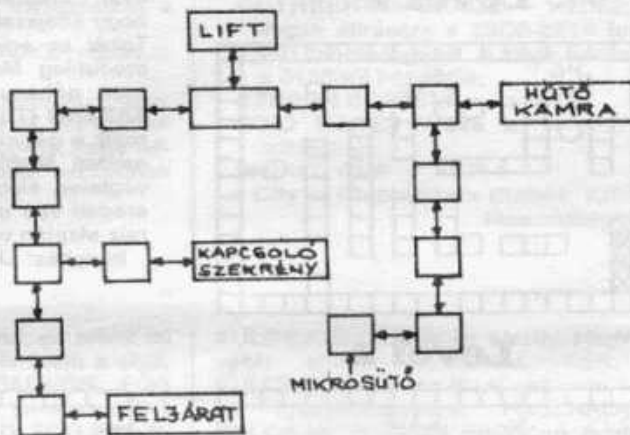 LIFT
HŰTŐ
KAMRA
KAPCSOLÓ
SZEKRÉNY
MIKROSÜTŐ
FELJÁRAT